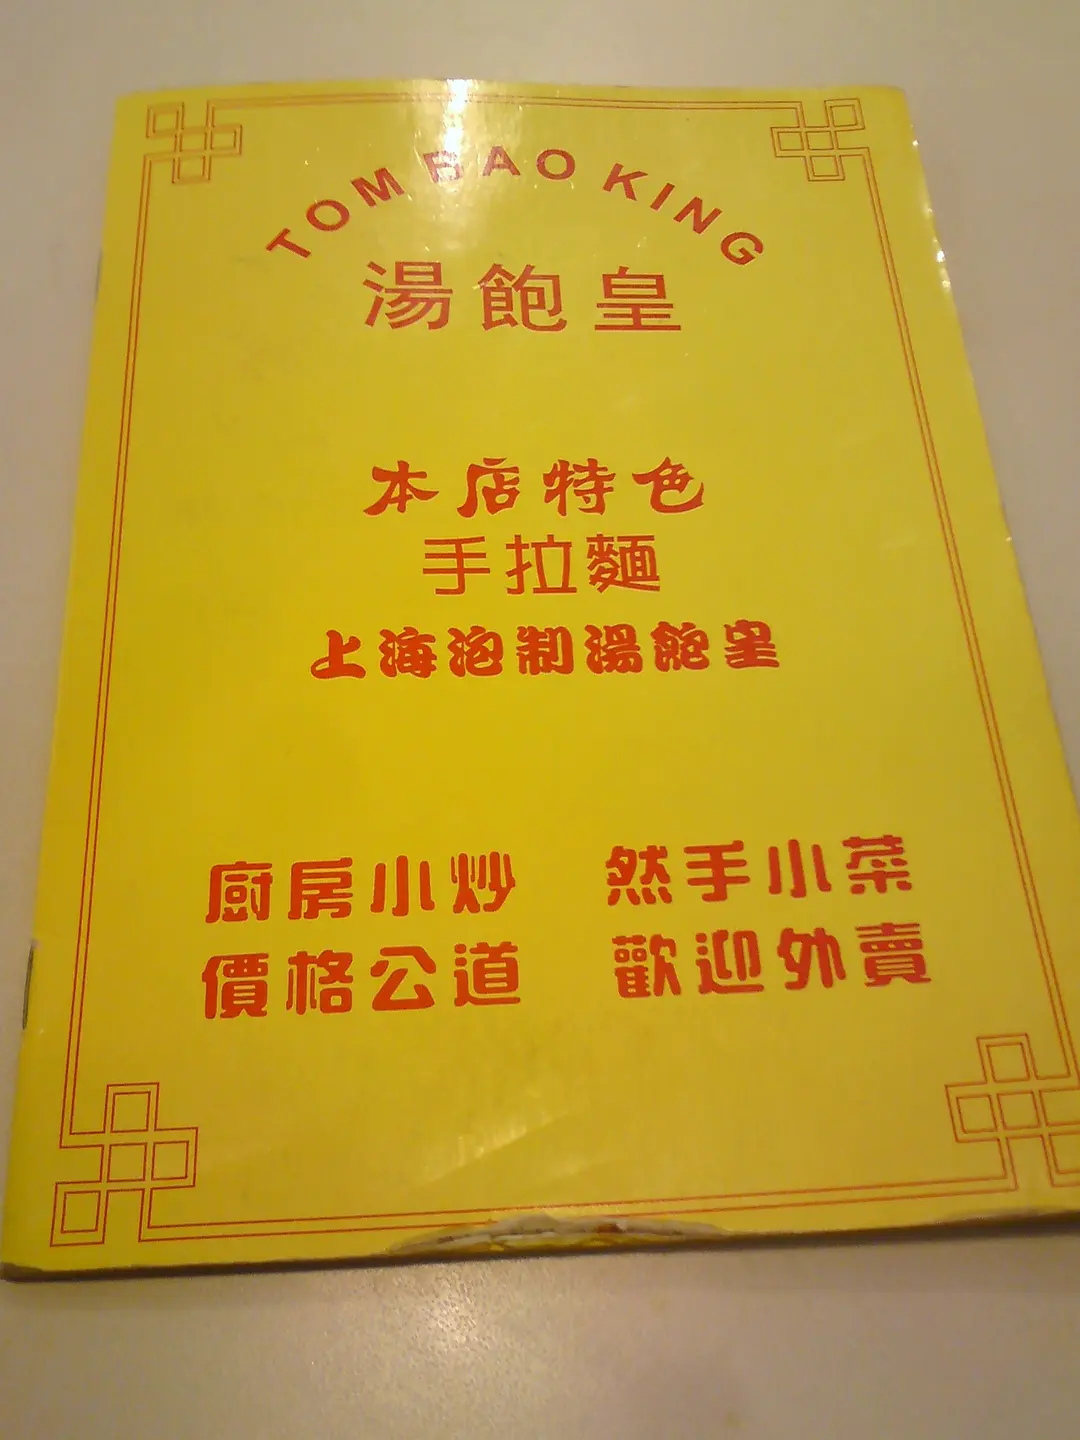 TOM BAO KING
湯飽皇
本店特色
手拉麵
上海泡制湯飽皇
廚房小炒 然手小菜
價格公道 歡迎外賣